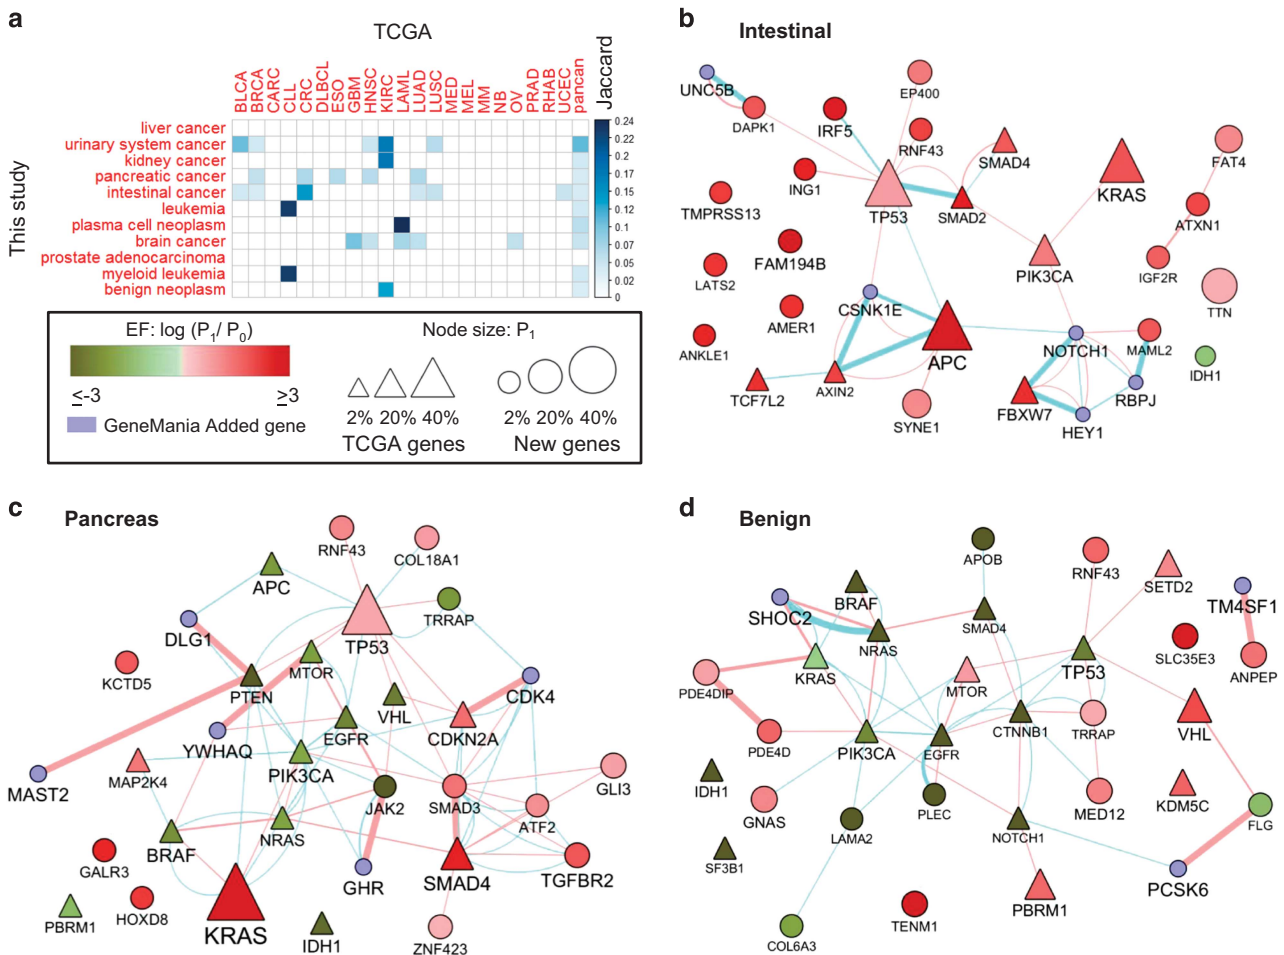 a
TCGA
BLCA
BRCA
CARC
CLL
CRC
DLBCL
ESO
GBM
HNSC
KIRC
LAML
LUAD
LUSC
MED
MEL
MM
NB
OV
PRAD
RHAB
UCEC
pancan
Jaccard
This study
liver cancer
urinary system cancer
kidney cancer
pancreatic cancer
intestinal cancer
leukemia
plasma cell neoplasm
brain cancer
prostate adenocarcinoma
myeloid leukemia
benign neoplasm
0.24
0.22
0.2
0.17
0.15
0.12
0.1
0.07
0.05
0.02
0
EF: log (P1/ P0)
≤-3
≥3
GeneMania Added gene
Node size: P1
2% 20% 40%
TCGA genes
2% 20% 40%
New genes
b
Intestinal
UNC5B
DAPK1
IRF5
EP400
RNF43
SMAD4
KRAS
FAT4
ING1
TP53
SMAD2
TMPRSS13
ATXN1
FAM194B
PIK3CA
IGF2R
LATS2
TTN
CSNK1E
AMER1
ANKLE1
APC
NOTCH1
MAML2
IDH1
TCF7L2
AXIN2
FBXW7
RBPJ
SYNE1
HEY1
c
Pancreas
RNF43
COL18A1
APC
TRRAP
DLG1
TP53
KCTD5
PTEN
MTOR
CDK4
VHL
YWHAQ
EGFR
CDKN2A
MAST2
MAP2K4
PIK3CA
GLI3
JAK2
SMAD3
ATF2
BRAF
NRAS
GALR3
GHR
SMAD4
TGFBR2
PBRM1
HOXD8
KRAS
IDH1
ZNF423
d
Benign
APOB
RNF43
SETD2
SHOC2
BRAF
TM4SF1
SMAD4
NRAS
SLC35E3
KRAS
TP53
ANPEP
PDE4DIP
MTOR
PDE4D
PIK3CA
EGFR
CTNNB1
TRRAP
VHL
IDH1
GNAS
PLEC
MED12
KDM5C
FLG
LAMA2
NOTCH1
SF3B1
PCSK6
PBRM1
TENM1
COL6A3